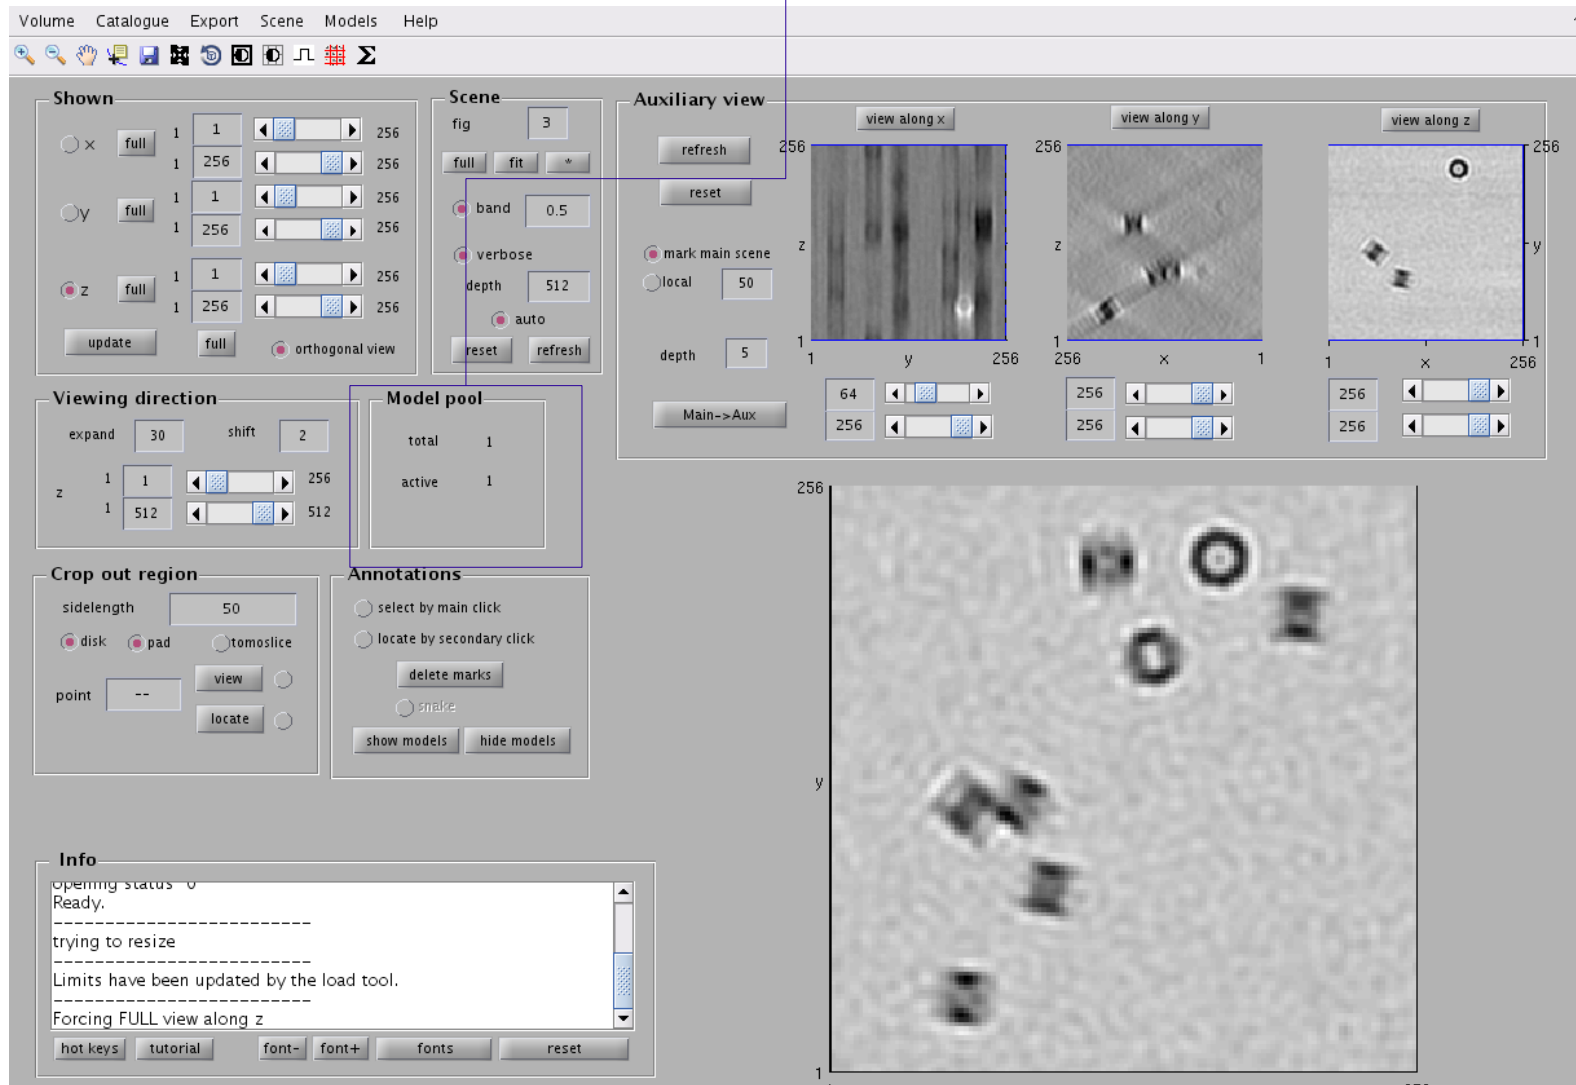 Volume Catalogue Export Scene Models Help
Shown
x full 1 1 256
1 256 256
y full 1 1 256
1 256 256
z full 1 1 256
1 256 256
update full orthogonal view
Scene
fig 3
full fit *
band 0.5
verbose
depth 512
auto
reset refresh
Auxiliary view
refresh
reset
mark main scene
local 50
depth 5
Main->Aux
view along x
256
z
1
1 y 256
64
256
view along y
256
z
1
256 x 1
256
256
view along z
256
y
1
1 x 256
256
256
Viewing direction
expand 30 shift 2
z 1 1 256
1 512 512
Model pool
total 1
active 1
Crop out region
sidelength 50
disk pad tomoslice
point -- view
locate
Annotations
select by main click
locate by secondary click
delete marks
snake
show models hide models
256
y
1
Info
opening status 0
Ready.
-------------------------
trying to resize
-------------------------
Limits have been updated by the load tool.
-------------------------
Forcing FULL view along z
hot keys tutorial font- font+ fonts reset